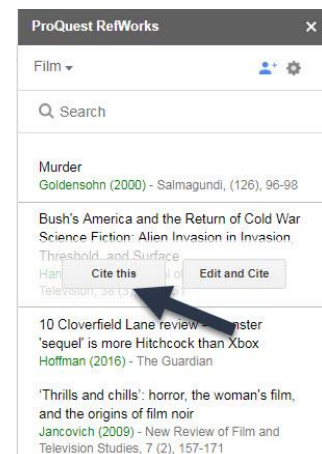 ProQuest RefWorks ×
Film
Search
Murder
Goldensohn (2000) - Salmagundi, (126), 96-98
Bush's America and the Return of Cold War
Science Fiction: Alien Invasion in Invasion,
Threshold, and Surface
Cite this
Edit and Cite
Television, 38 (3),
10 Cloverfield Lane review –
'sequel' is more Hitchcock than Xbox
Hoffman (2016) - The Guardian
'Thrills and chills': horror, the woman's film,
and the origins of film noir
Jancovich (2009) - New Review of Film and
Television Studies, 7 (2), 157-171